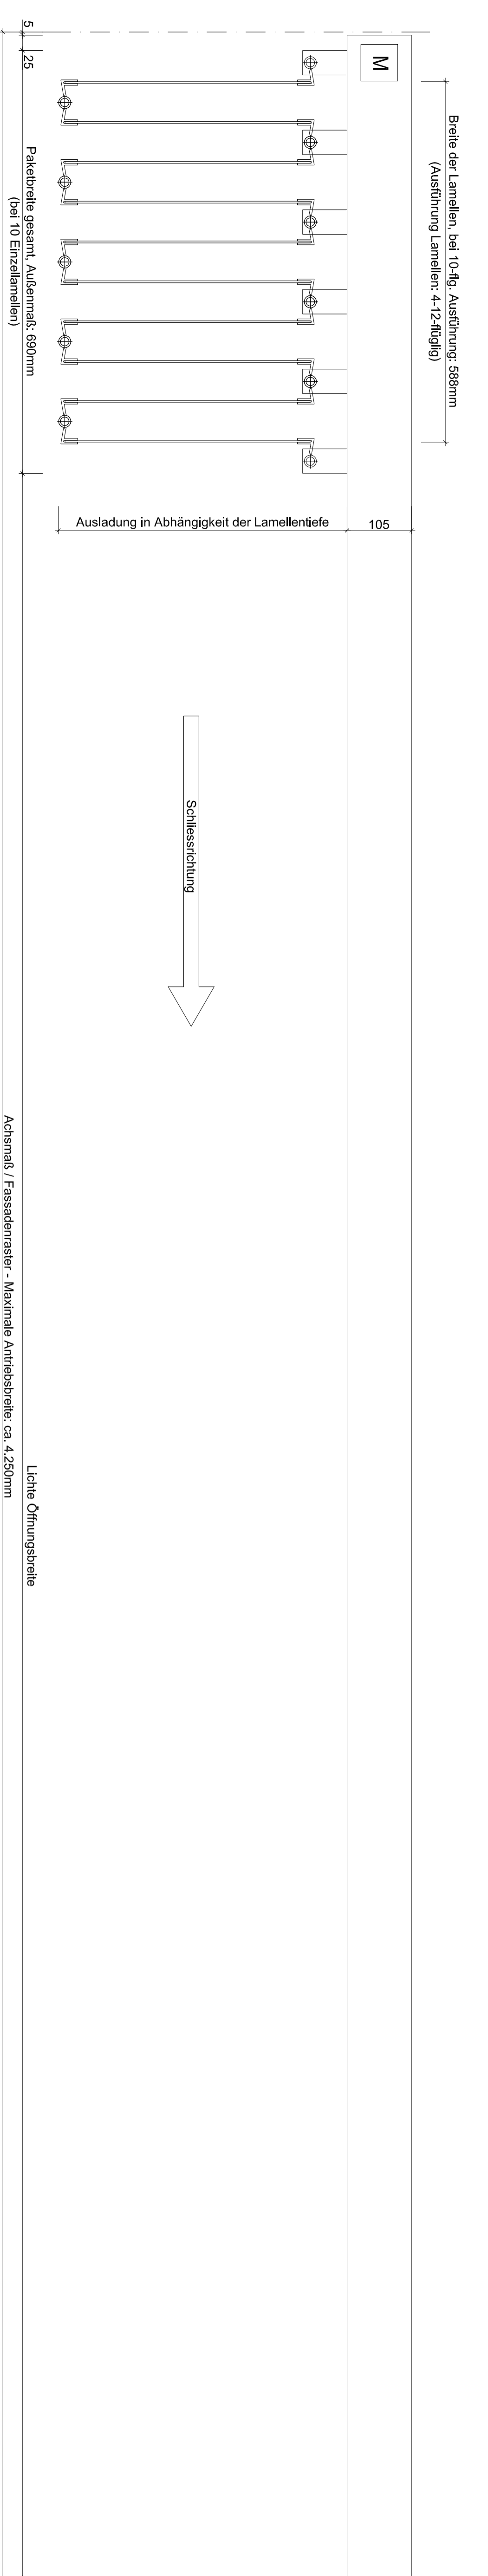 M
Breite der Lamellen, bei 10-flg. Ausführung: 588mm
(Ausführung Lamellen: 4-12-flüglig)
105
Ausladung in Abhängigkeit der Lamellentiefe
Schliessrichtung
5
25
Paketbreite gesamt, Außenmaß: 690mm
(bei 10 Einzellamellen)
Lichte Öffnungsbreite
Achsmaß / Fassadenraster - Maximale Antriebsbreite: ca. 4.250mm